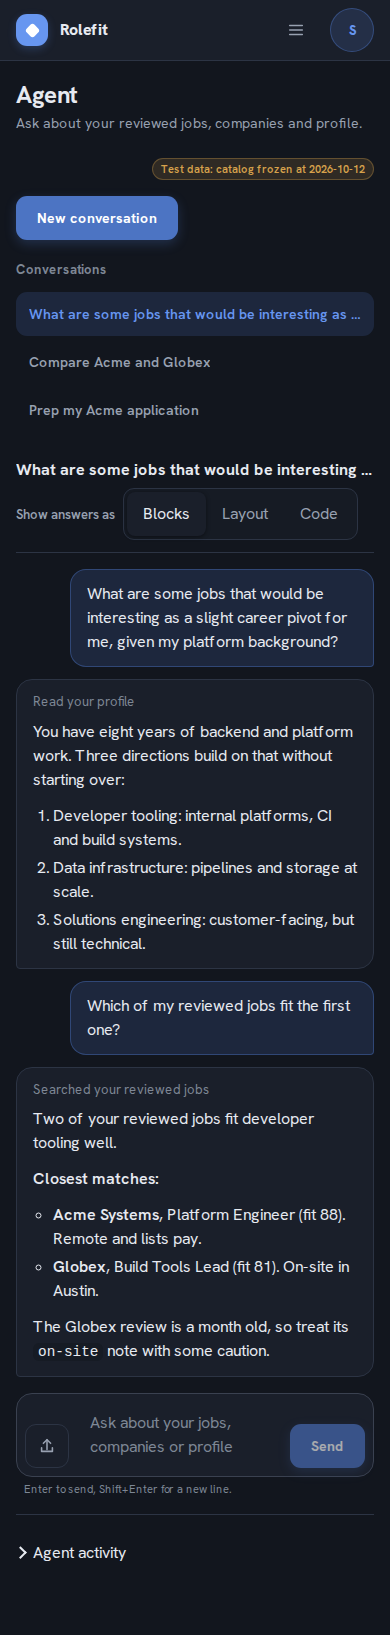 Rolefit
S
Agent
Ask about your reviewed jobs, companies and profile.
Test data: catalog frozen at 2026-10-12
New conversation
Conversations
What are some jobs that would be interesting as ...
Compare Acme and Globex
Prep my Acme application
What are some jobs that would be interesting ...
Show answers as
Blocks
Layout
Code
What are some jobs that would be
interesting as a slight career pivot for
me, given my platform background?
Read your profile
You have eight years of backend and platform
work. Three directions build on that without
starting over:
1. Developer tooling: internal platforms, CI
and build systems.
2. Data infrastructure: pipelines and storage at
scale.
3. Solutions engineering: customer-facing, but
still technical.
Which of my reviewed jobs fit the first
one?
Searched your reviewed jobs
Two of your reviewed jobs fit developer
tooling well.
Closest matches:
Acme Systems, Platform Engineer (fit 88).
Remote and lists pay.
Globex, Build Tools Lead (fit 81). On-site in
Austin.
The Globex review is a month old, so treat its
on-site note with some caution.
Ask about your jobs,
companies or profile
Send
Enter to send, Shift+Enter for a new line.
Agent activity